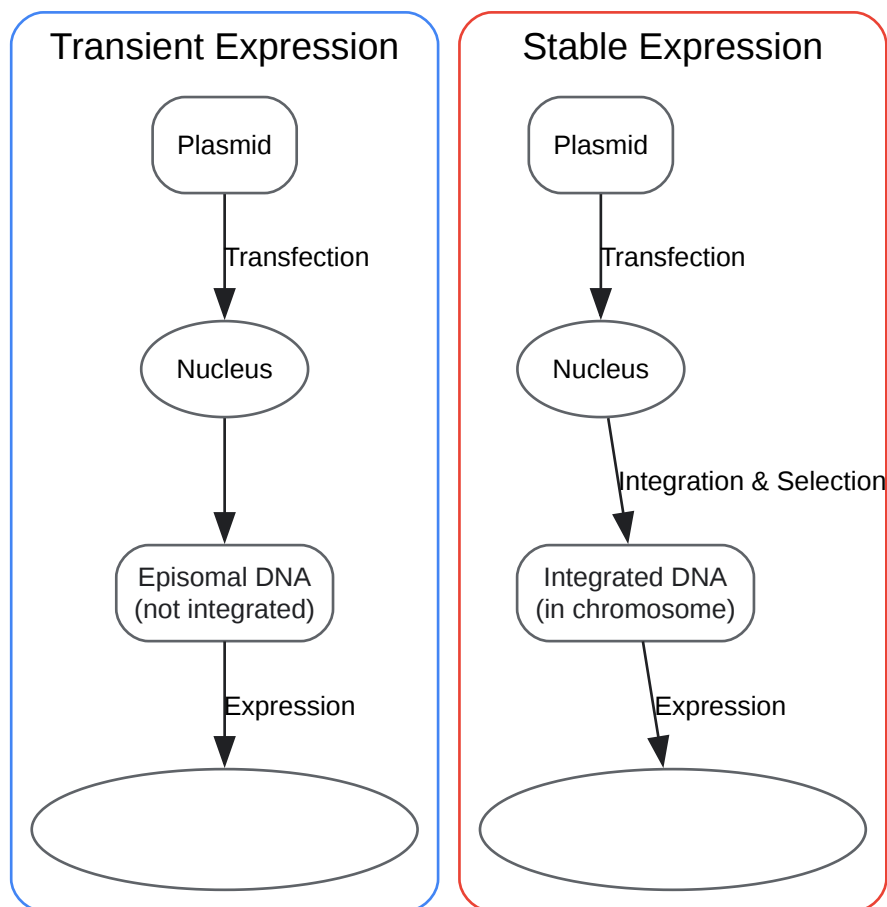 Transient Expression
Plasmid
Transfection
Nucleus
Episomal DNA
(not integrated)
Expression
Stable Expression
Plasmid
Transfection
Nucleus
Integration & Selection
Integrated DNA
(in chromosome)
Expression